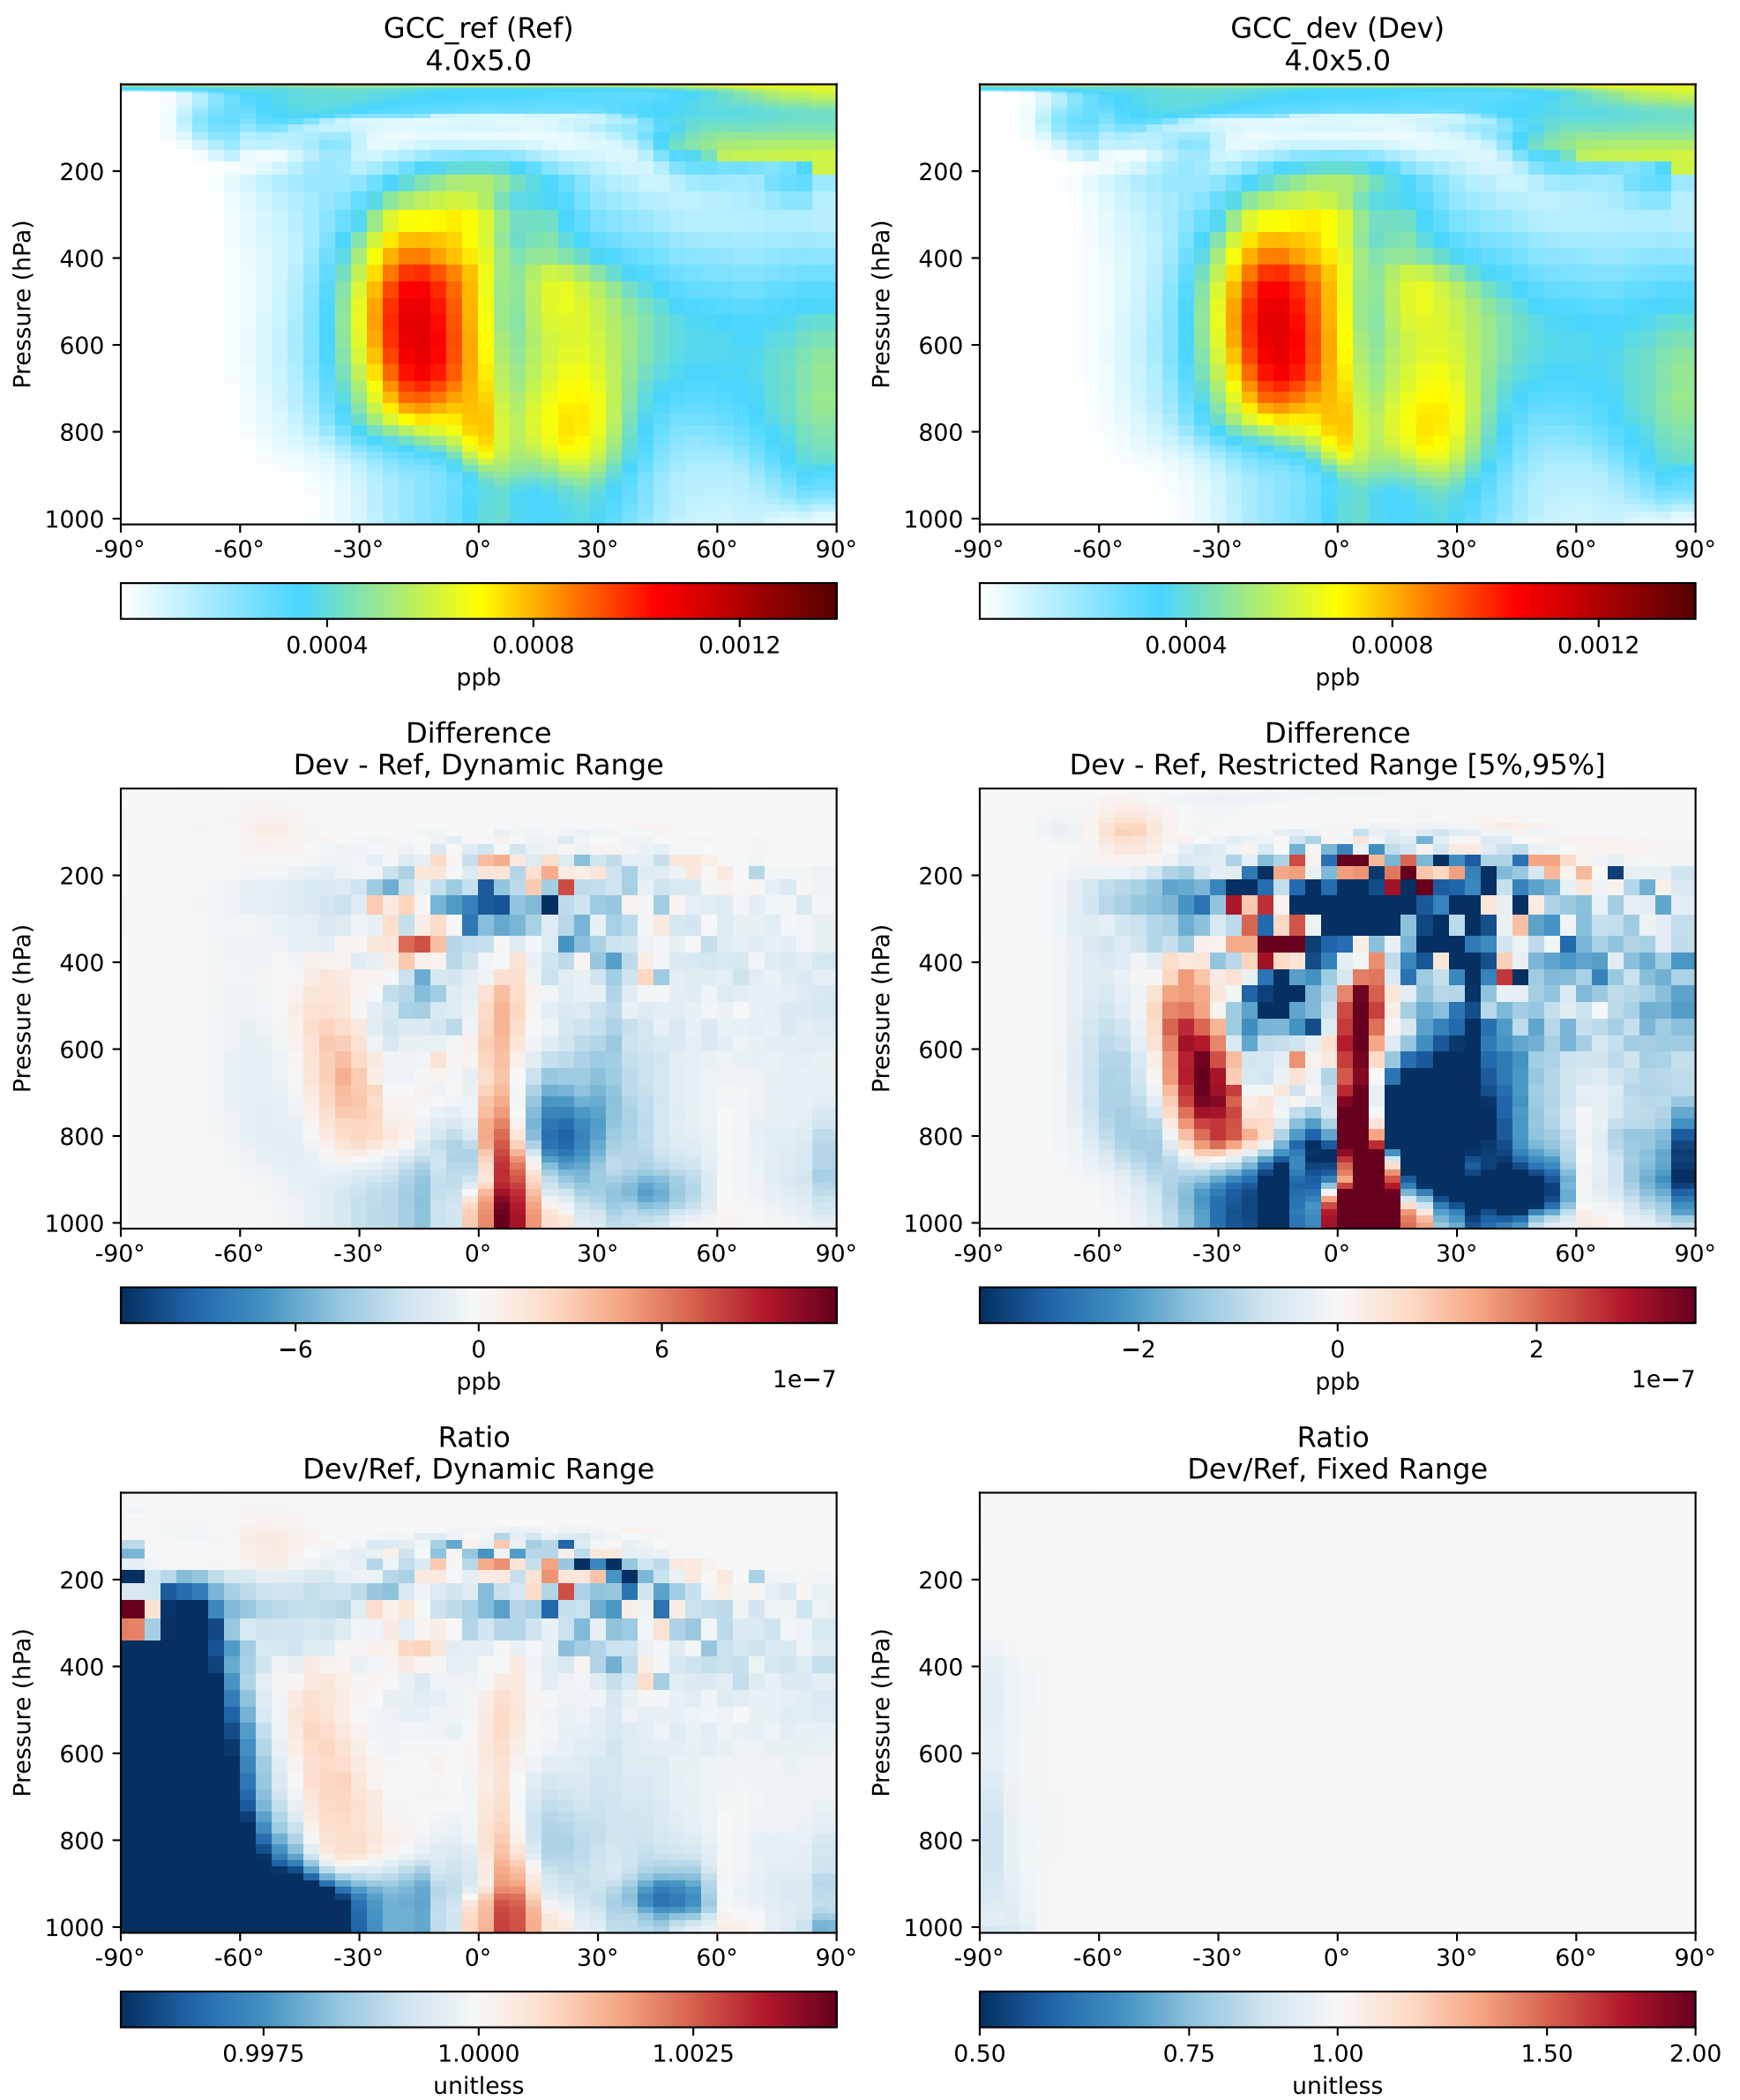 GCC_ref (Ref)
4.0x5.0
GCC_dev (Dev)
4.0x5.0
Pressure (hPa)
200
400
600
800
1000
-90° -60° -30° 0° 30° 60° 90°
0.0004 0.0008 0.0012
ppb
Pressure (hPa)
200
400
600
800
1000
-90° -60° -30° 0° 30° 60° 90°
0.0004 0.0008 0.0012
ppb
Difference
Dev - Ref, Dynamic Range
Pressure (hPa)
200
400
600
800
1000
-90° -60° -30° 0° 30° 60° 90°
−6 0 6
ppb 1e−7
Difference
Dev - Ref, Restricted Range [5%,95%]
Pressure (hPa)
200
400
600
800
1000
-90° -60° -30° 0° 30° 60° 90°
−2 0 2
ppb 1e−7
Ratio
Dev/Ref, Dynamic Range
Pressure (hPa)
200
400
600
800
1000
-90° -60° -30° 0° 30° 60° 90°
0.9975 1.0000 1.0025
unitless
Ratio
Dev/Ref, Fixed Range
Pressure (hPa)
200
400
600
800
1000
-90° -60° -30° 0° 30° 60° 90°
0.50 0.75 1.00 1.50 2.00
unitless